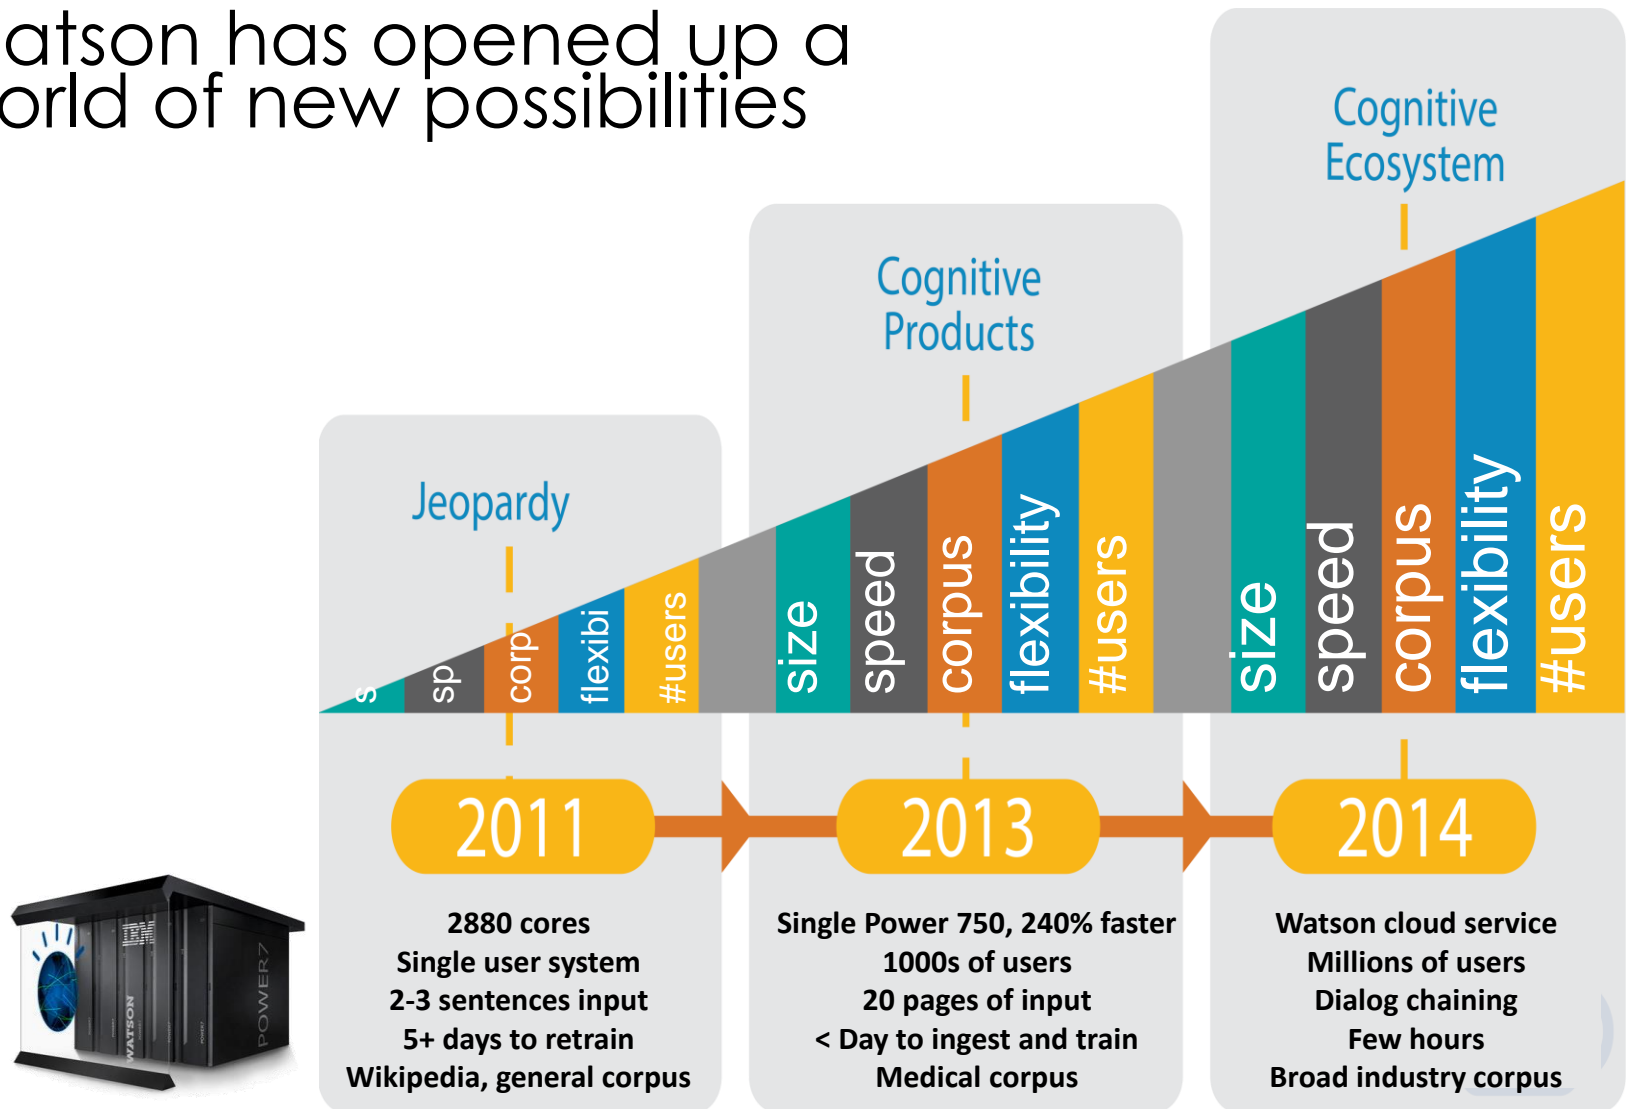 atson has opened up a
orld of new possibilities
Cognitive
Ecosystem
Cognitive
Products
Jeopardy
s
sp
corp
flexibi
#users
size
speed
corpus
flexibility
#users
size
speed
corpus
flexibility
#users
2011
2013
2014
2880 cores
Single user system
2-3 sentences input
5+ days to retrain
Wikipedia, general corpus
Single Power 750, 240% faster
1000s of users
20 pages of input
< Day to ingest and train
Medical corpus
Watson cloud service
Millions of users
Dialog chaining
Few hours
Broad industry corpus
IBM
WATSON
POWER7